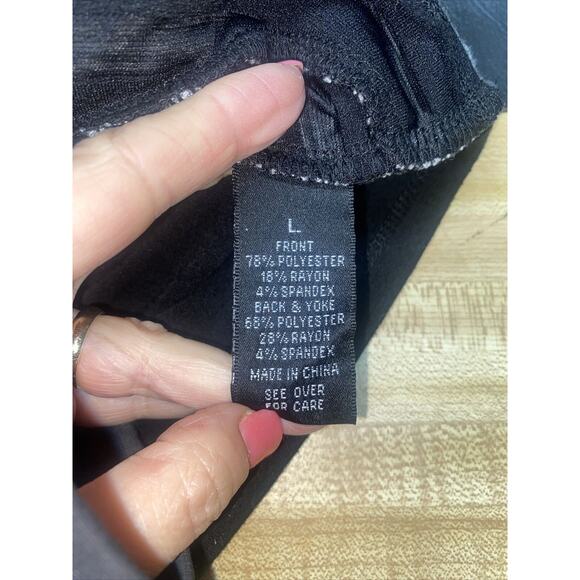 L
FRONT
78% POLYESTER
18% RAYON
4% SPANDEX
BACK & YOKE
68% POLYESTER
28% RAYON
4% SPANDEX
MADE IN CHINA
SEE OVER
FOR CARE